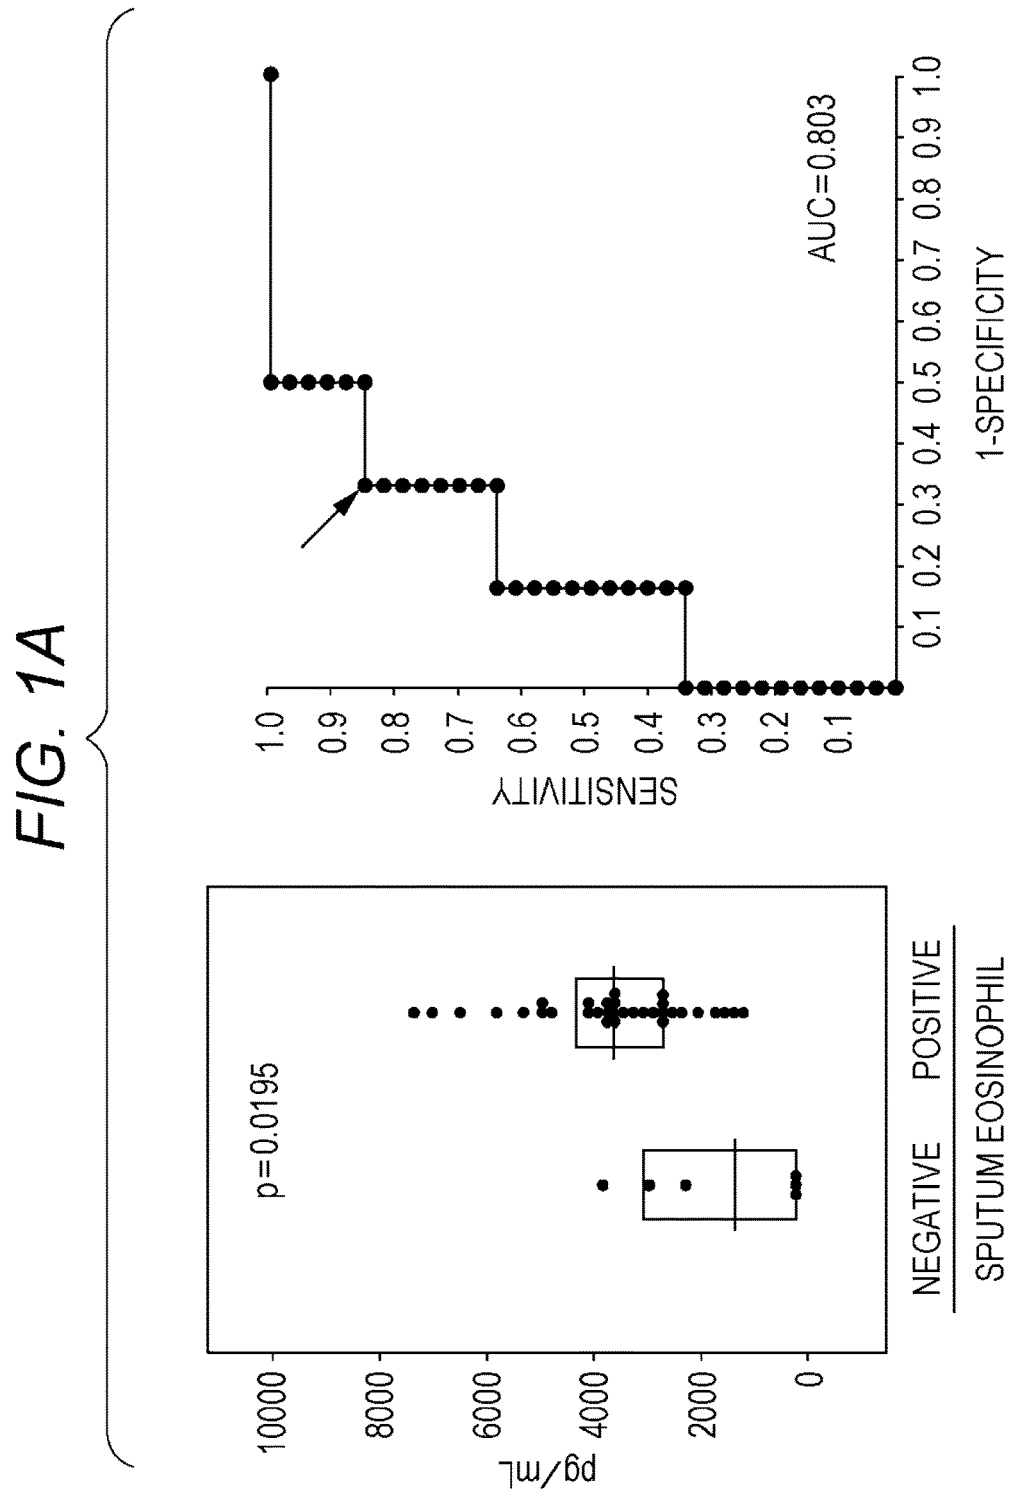 FIG. 1A
p=0.0195
pg/mL
10000
8000
6000
4000
2000
0
NEGATIVE POSITIVE
SPUTUM EOSINOPHIL
SENSITIVITY
1.0
0.9
0.8
0.7
0.6
0.5
0.4
0.3
0.2
0.1
AUC=0.803
0.1 0.2 0.3 0.4 0.5 0.6 0.7 0.8 0.9 1.0
1-SPECIFICITY